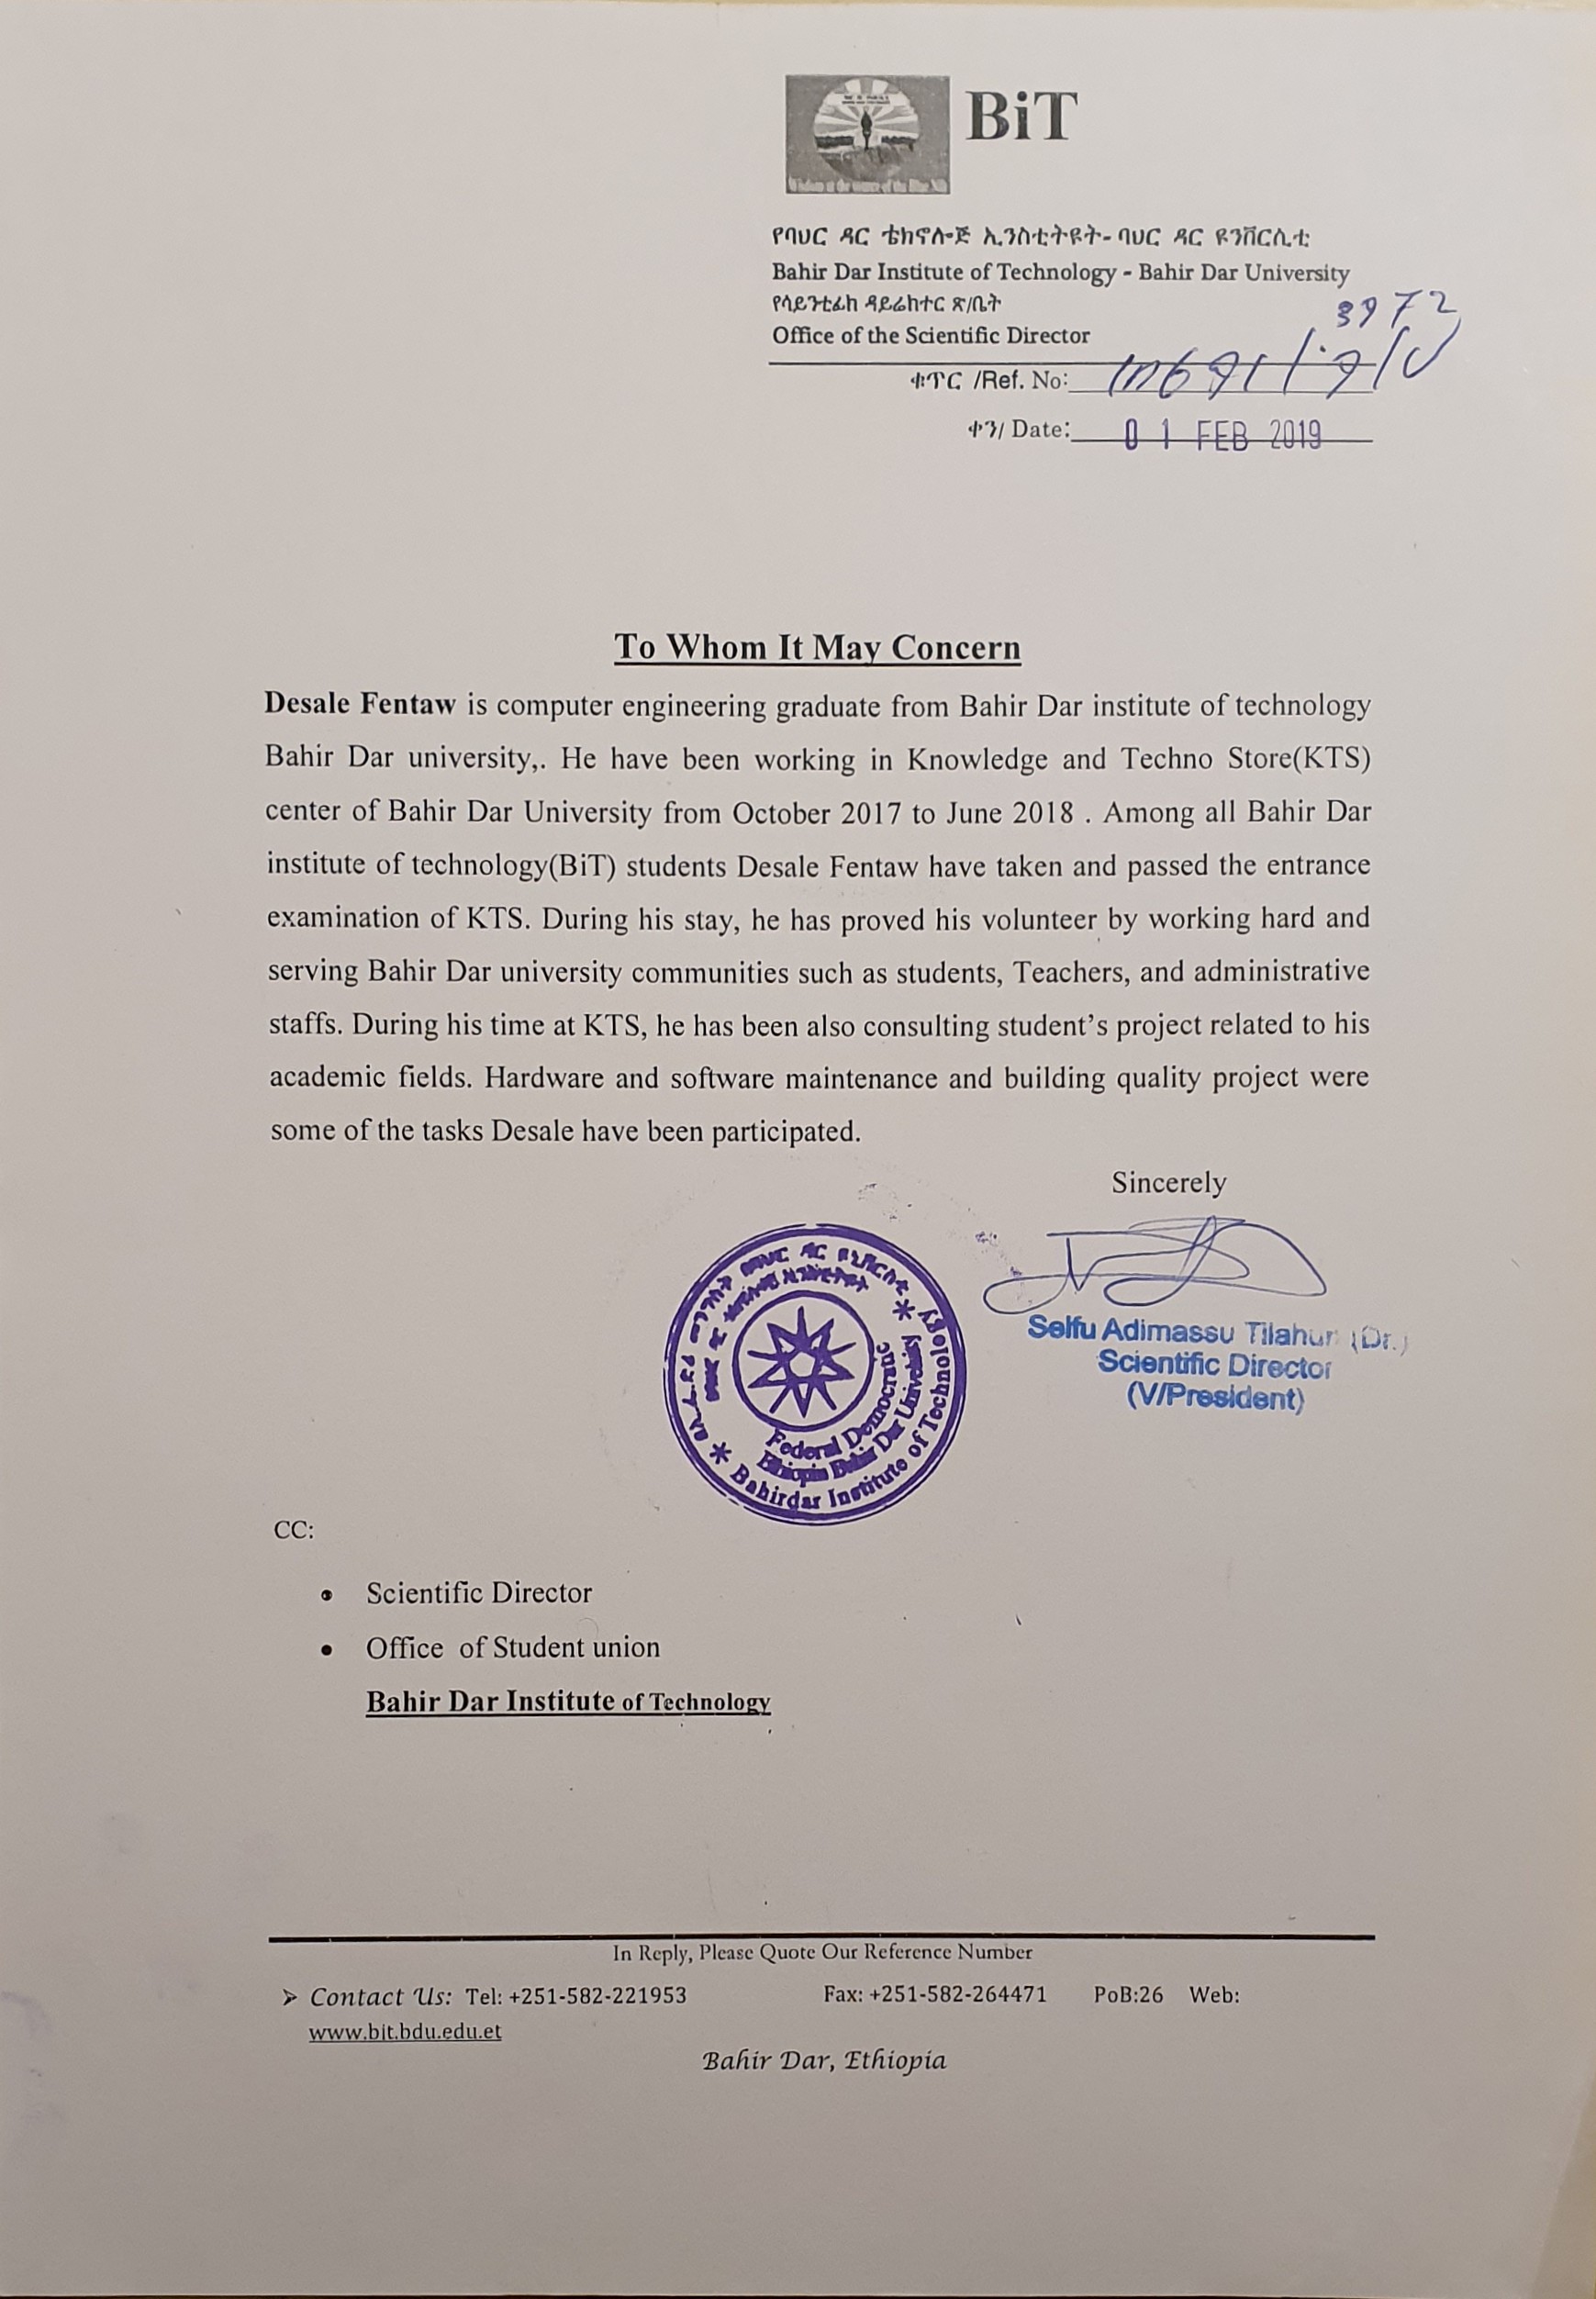 BiT
የባህር ዳር ቴክኖሎጅ ኢንስቲትዩት- ባህር ዳር ዩንቨርሲቲ
Bahir Dar Institute of Technology - Bahir Dar University
የሳይንቲፊክ ዳይሬክተር ጽ/ቤት
3972
Office of the Scientific Director
ቁጥር /Ref. No:
ቀን/ Date: 01 FEB 2019
To Whom It May Concern
Desale Fentaw is computer engineering graduate from Bahir Dar institute of technology
Bahir Dar university,. He have been working in Knowledge and Techno Store(KTS)
center of Bahir Dar University from October 2017 to June 2018 . Among all Bahir Dar
institute of technology(BiT) students Desale Fentaw have taken and passed the entrance
examination of KTS. During his stay, he has proved his volunteer by working hard and
serving Bahir Dar university communities such as students, Teachers, and administrative
staffs. During his time at KTS, he has been also consulting student's project related to his
academic fields. Hardware and software maintenance and building quality project were
some of the tasks Desale have been participated.
Sincerely
Solfu Adimassu Tilahun (Dr.)
Scientific Director
(V/President)
Federal Democratic
Ethiopia Bahir Dar University
Bahirdar Institute of Technology
CC:
• Scientific Director
• Office of Student union
Bahir Dar Institute of Technology
In Reply, Please Quote Our Reference Number
➢ Contact Us: Tel: +251-582-221953 Fax: +251-582-264471 PoB:26 Web:
www.bit.bdu.edu.et
Bahir Dar, Ethiopia